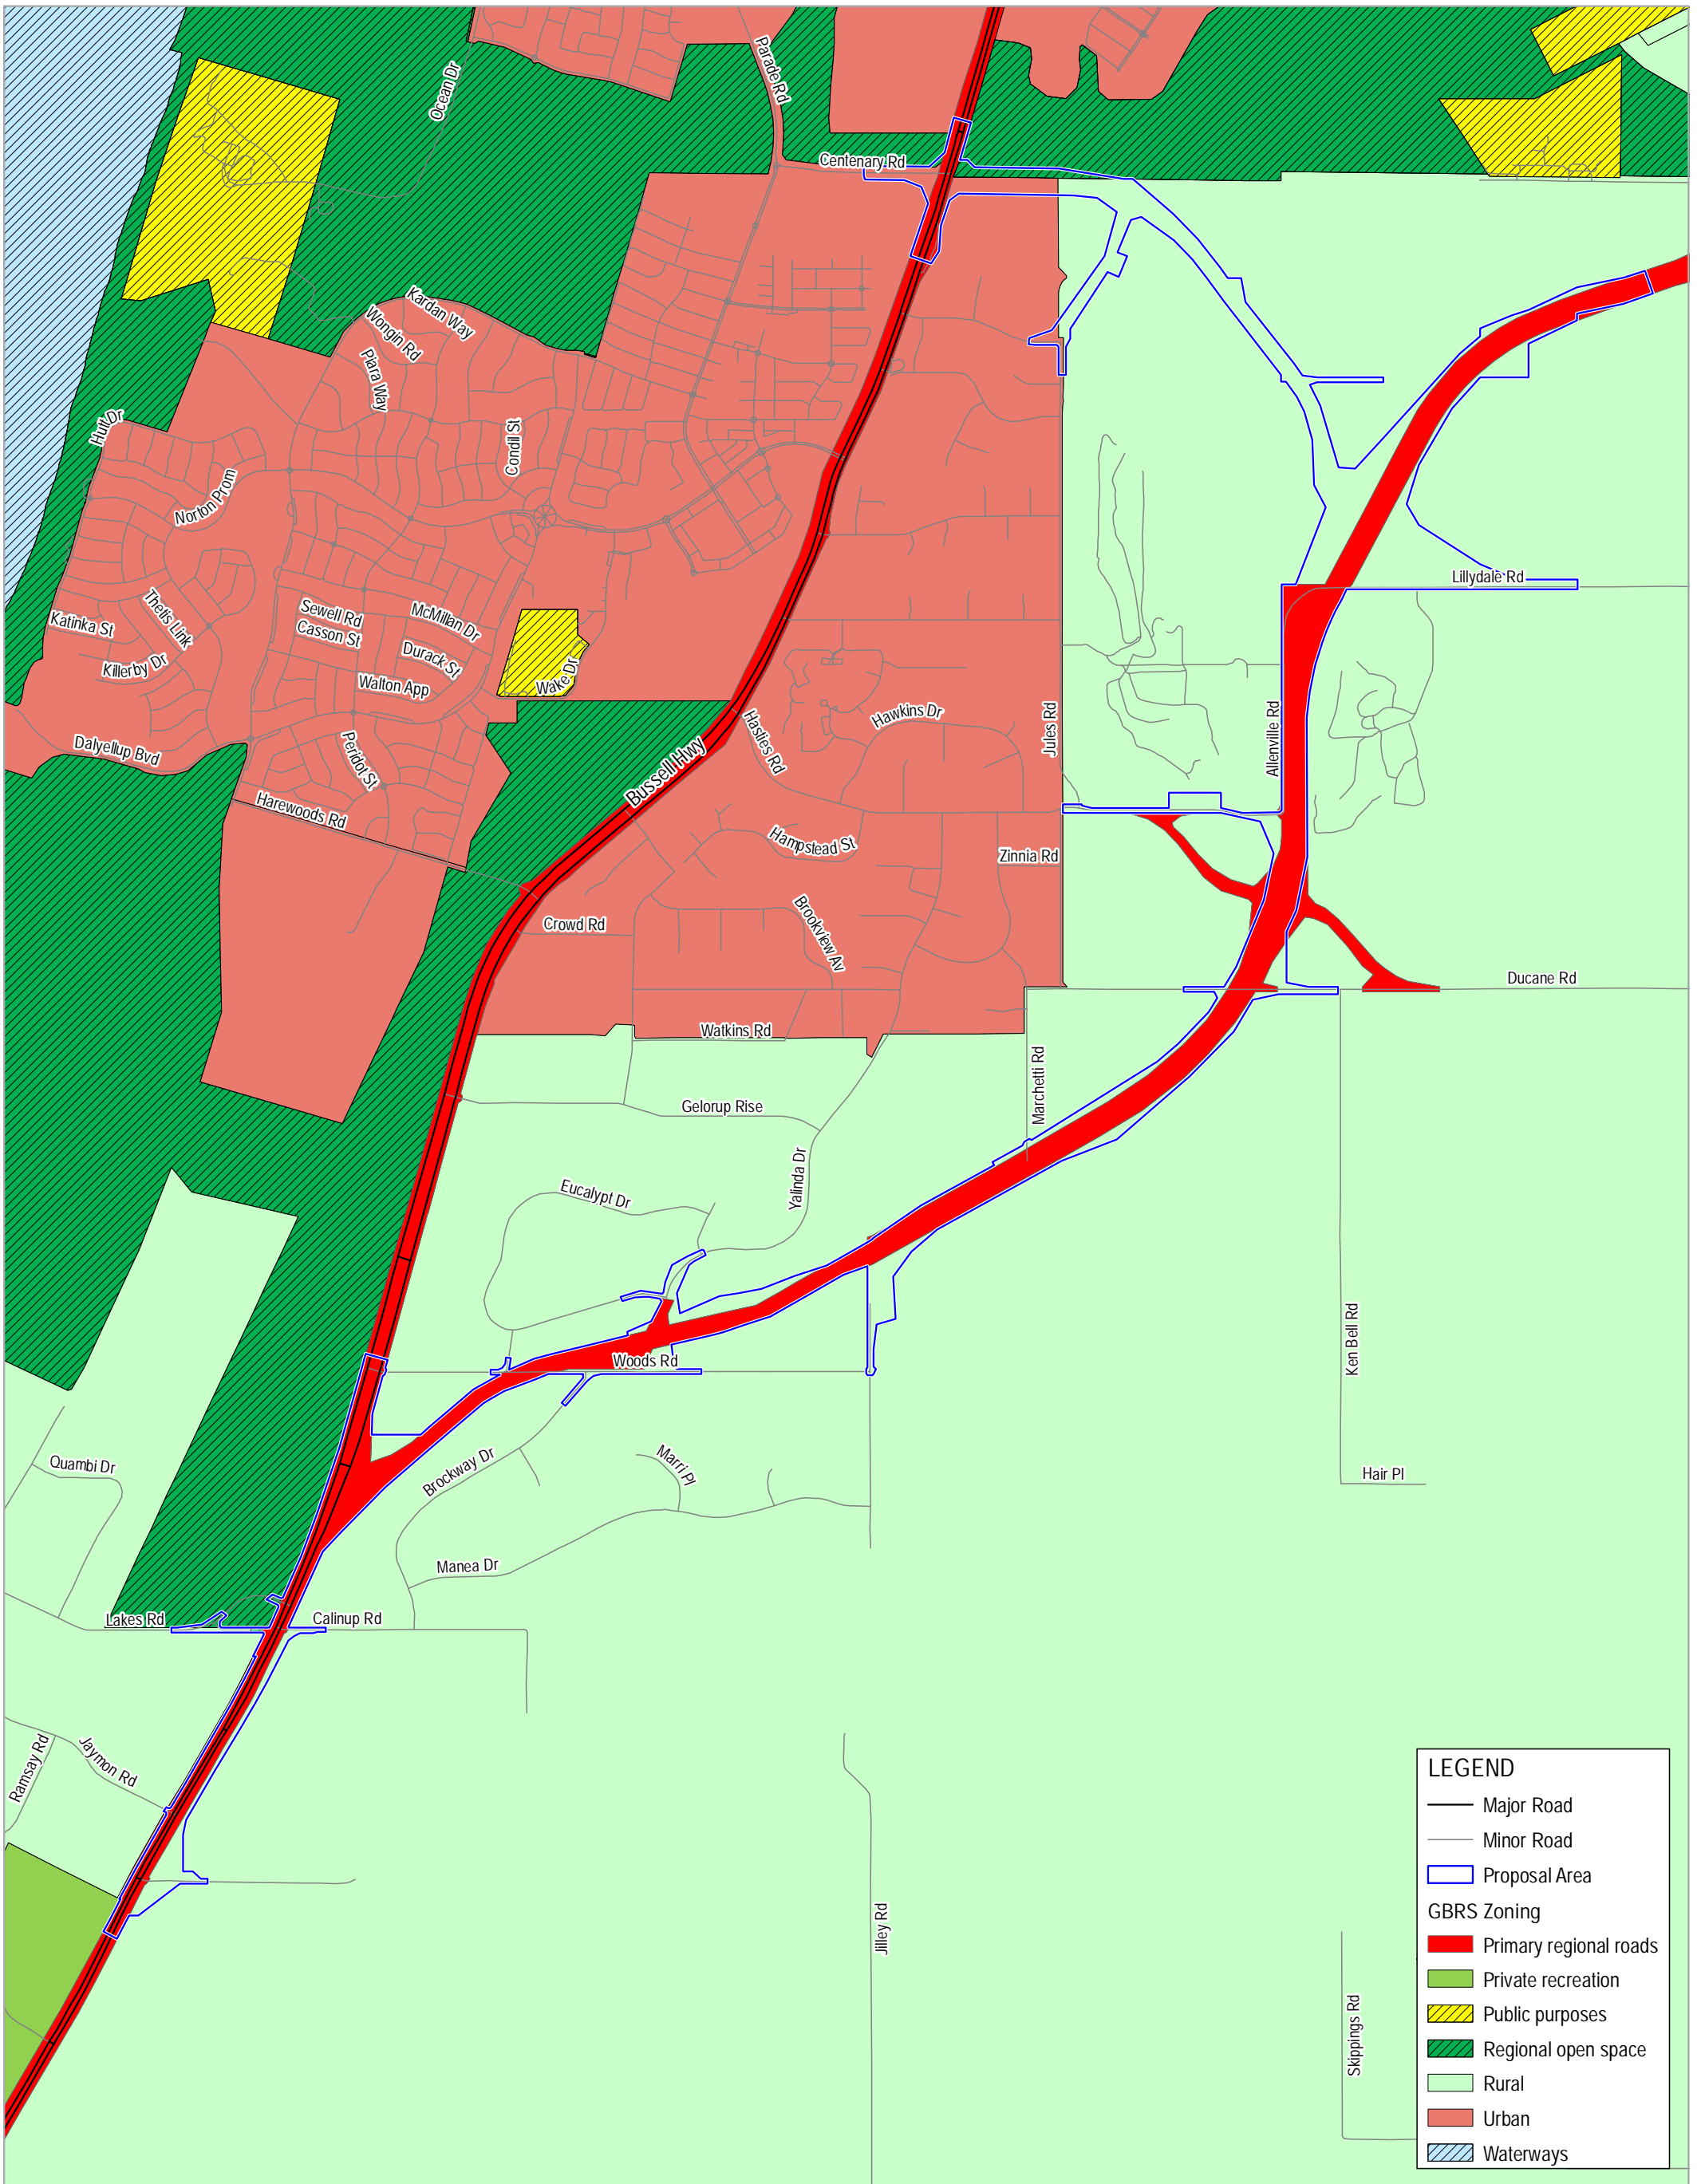 Parade Rd
Ocean Dr
Centenary Rd
Kardan Way
Wongin Rd
Piara Way
Hutt Dr
Condil St
Norton Prom
Lillydale Rd
Thetis Link
Sewell Rd
McMillan Dr
Katinka St
Casson St
Durack St
Killerby Dr
Walton App
Wake Dr
Hawkins Dr
Jules Rd
Allenville Rd
Hasties Rd
Dalyellup Blvd
Peridot St
Bussell Hwy
Harewoods Rd
Hampstead St
Zinnia Rd
Crowd Rd
Brookview Av
Ducane Rd
Watkins Rd
Marchetti Rd
Gelorup Rise
Yalinda Dr
Eucalypt Dr
Ken Bell Rd
Woods Rd
Quambi Dr
Brockway Dr
Marri Pl
Hair Pl
Manea Dr
Lakes Rd
Calinup Rd
Ramsay Rd
Jaymon Rd
Jilley Rd
Skippings Rd
LEGEND
Major Road
Minor Road
Proposal Area
GBRS Zoning
Primary regional roads
Private recreation
Public purposes
Regional open space
Rural
Urban
Waterways